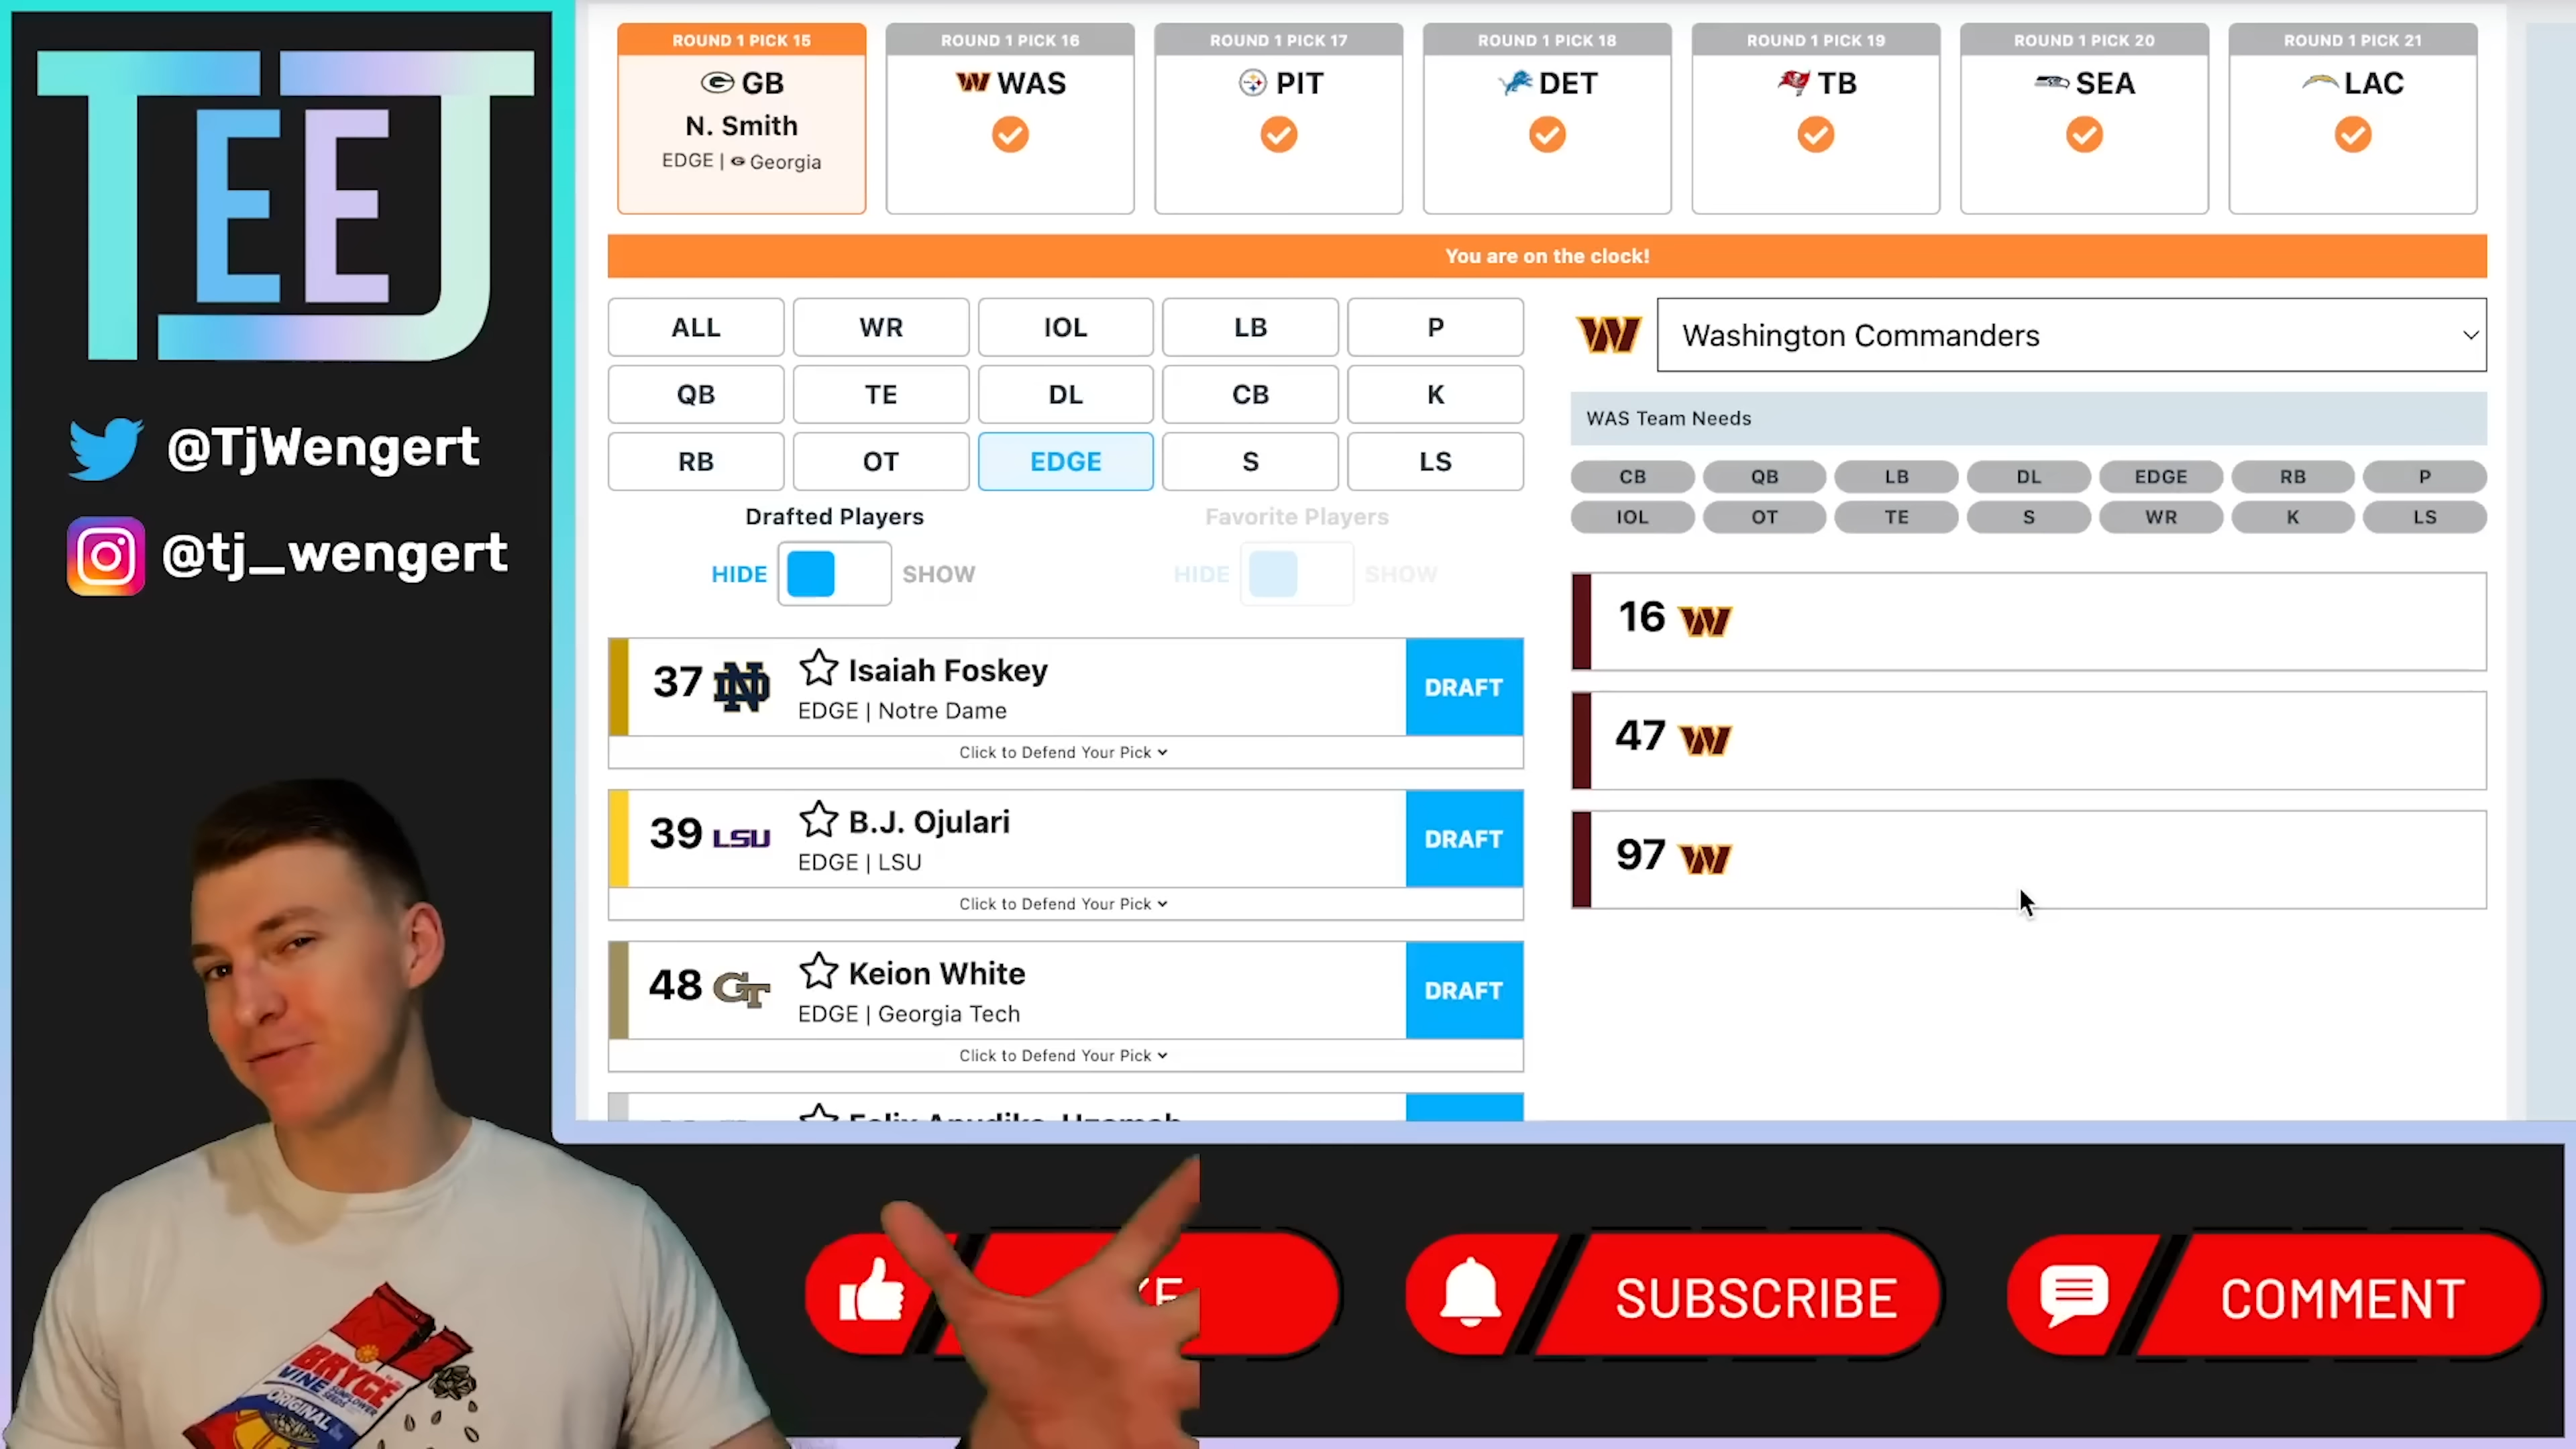 TEEJ
@TjWengert
@tj_wengert
ROUND 1 PICK 15
GB
N. Smith
EDGE | Georgia
ROUND 1 PICK 16
WAS
ROUND 1 PICK 17
PIT
ROUND 1 PICK 18
DET
ROUND 1 PICK 19
TB
ROUND 1 PICK 20
SEA
ROUND 1 PICK 21
LAC
You are on the clock!
ALL WR IOL LB P
QB TE DL CB K
RB OT EDGE S LS
Drafted Players
HIDE SHOW
Favorite Players
HIDE SHOW
37 ND Isaiah Foskey
EDGE | Notre Dame
DRAFT
Click to Defend Your Pick
39 LSU B.J. Ojulari
EDGE | LSU
DRAFT
Click to Defend Your Pick
48 GT Keion White
EDGE | Georgia Tech
DRAFT
Click to Defend Your Pick
W Washington Commanders
WAS Team Needs
CB QB LB DL EDGE RB P
IOL OT TE S WR K LS
16 W
47 W
97 W
BRYCE
VINE SUNFLOWER SEEDS
ORIGINAL
SUBSCRIBE
COMMENT